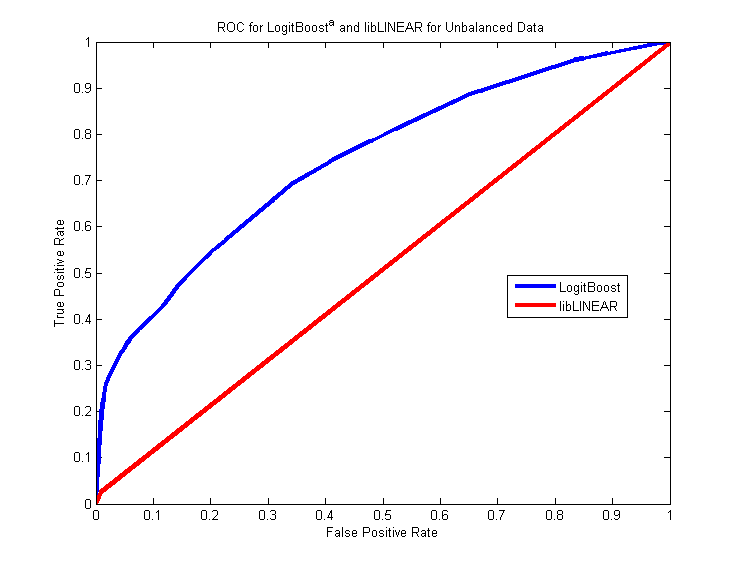 ROC for LogitBoostª and libLINEAR for Unbalanced Data
1
0.9
0.8
0.7
0.6
0.5
0.4
0.3
0.2
0.1
0
True Positive Rate
LogitBoost
libLINEAR
0 0.1 0.2 0.3 0.4 0.5 0.6 0.7 0.8 0.9 1
False Positive Rate